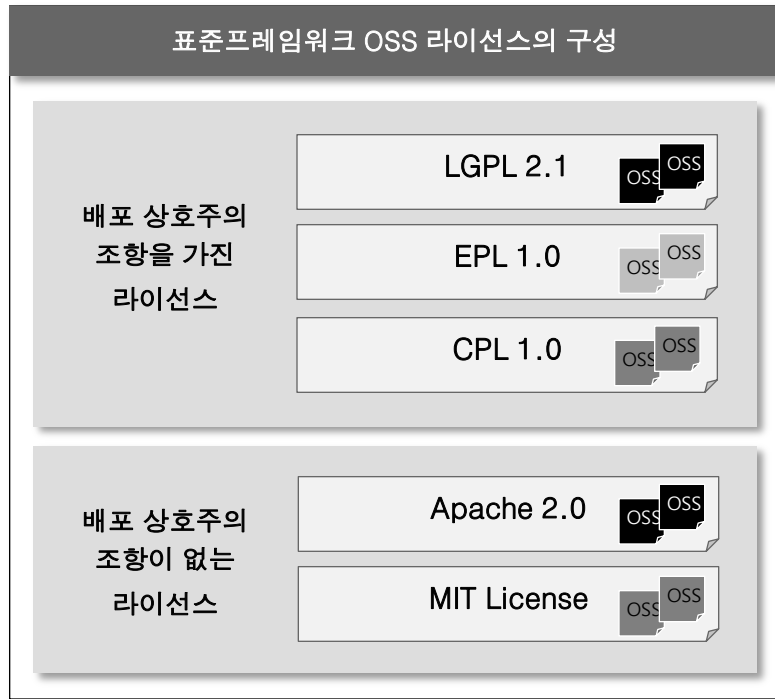 표준프레임워크 OSS 라이선스의 구성
배포 상호주의
조항을 가진
라이선스
LGPL 2.1
OSS OSS
EPL 1.0
OSS OSS
CPL 1.0
OSS OSS
배포 상호주의
조항이 없는
라이선스
Apache 2.0
OSS OSS
MIT License
OSS OSS